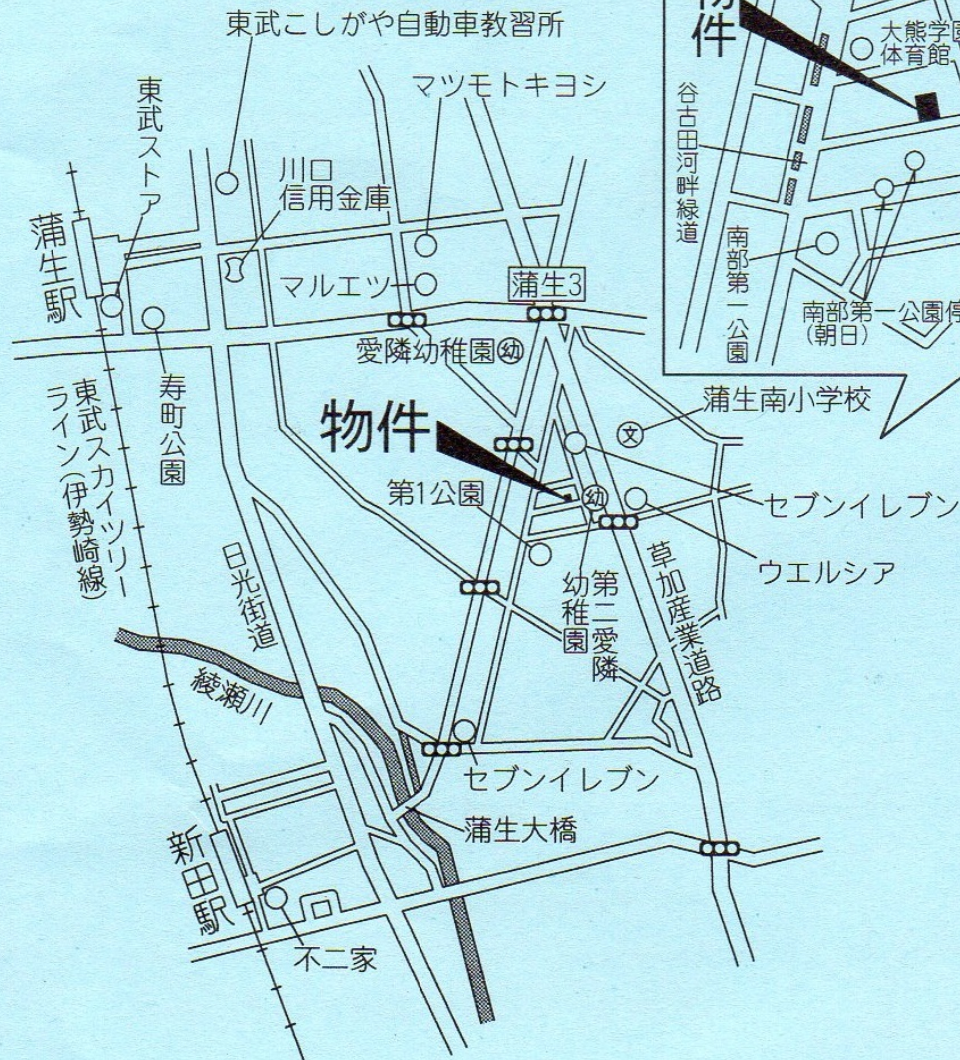 東武こしがや自動車教習所
マツモトキヨシ
東武ストア
川口
信用金庫
蒲生駅
マルエツ
蒲生3
愛隣幼稚園㊌
寿町公園
東武スカイツリー
ライン(伊勢崎線)
物件
第1公園
文
蒲生南小学校
幼
セブンイレブン
ウエルシア
第二愛隣
幼稚園
草加産業道路
日光街道
綾瀬川
セブンイレブン
蒲生大橋
新田駅
不二家
物件
大熊学園
体育館
谷古田河畔緑道
南部第一公園
南部第一公園停
(朝日)